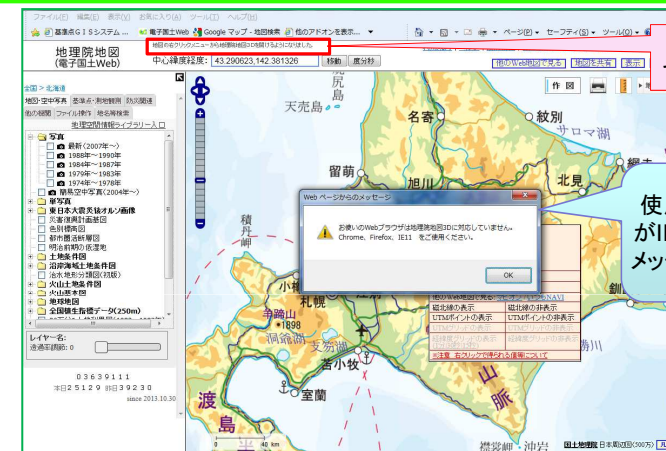 ファイル(F) 編集(E) 表示(V) お気に入り(A) ツール(T) ヘルプ(H)
基準点GISシステム... 電子国土Web Google マップ - 地図検索 他のアドオンを表示...
ページ(P) セーフティ(S) ツール(O)
地図の右クリックメニューから地理院地図3Dを開けるようになりました。
地理院地図
(電子国土Web)
中心緯度経度: 43.290623,142.381326 移動 度分秒
他のWeb地図で見る 地図を共有 表示
作図
全国 > 北海道
地図・空中写真 基準点・測地観測 防災関連
他の機関 ファイル操作 地名等検索
地理空間情報ライブラリー入口
写真
最新(2007年~)
1988年~1990年
1984年~1987年
1979年~1983年
1974年~1978年
簡易空中写真(2004年~)
単写真
東日本大震災後オルソ画像
災害復興計画基図
色別標高図
都市圏活断層図
明治前期の低湿地
土地条件図
沿岸海域土地条件図
治水地形分類図(初版)
火山土地条件図
火山基本図
地球地図
全国植生指標データ(250m)
レイヤー名:
透過率調節: 0
03639111
本日25129 昨日39230
since 2013.10.30
焼尻島
天売島
名寄
紋別
サロマ湖
留萌
旭川
北見
積丹岬
小樽
札幌
羊蹄山
1898
洞爺湖
支笏湖
苫小牧
室蘭
渡島
山脈
勝川
襟裳岬
沖岩
0 40 km
Web ページからのメッセージ
お使いのWebブラウザは地理院地図3Dに対応していません。
Chrome、Firefox、IE11 をご使用ください。
OK
磁北線の表示 磁北線の非表示
UTMポイントの表示 UTMポイントの非表示
UTMグリッドの表示 UTMグリッドの非表示
※注意 右クリックで得られる値等について
国土地理院 日本周辺図(500万)